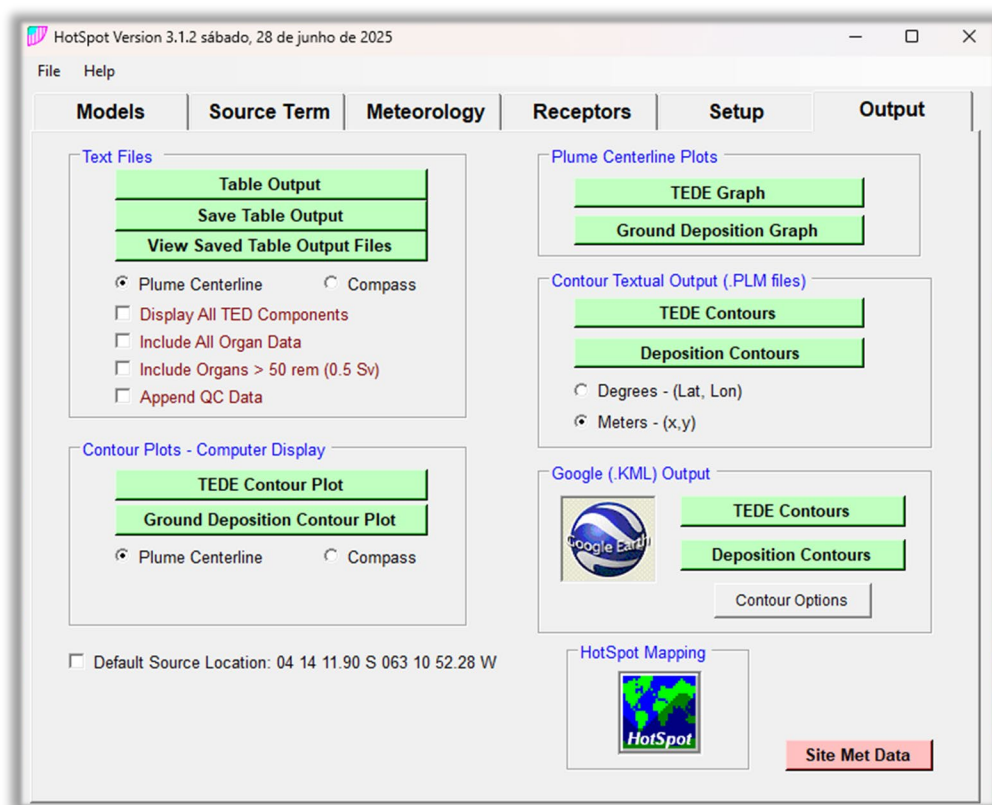 HotSpot Version 3.1.2 sábado, 28 de junho de 2025
File Help
Models Source Term Meteorology Receptors Setup Output
Text Files
Table Output
Save Table Output
View Saved Table Output Files
Plume Centerline Compass
Display All TED Components
Include All Organ Data
Include Organs > 50 rem (0.5 Sv)
Append QC Data
Contour Plots - Computer Display
TEDE Contour Plot
Ground Deposition Contour Plot
Plume Centerline Compass
Default Source Location: 04 14 11.90 S 063 10 52.28 W
Plume Centerline Plots
TEDE Graph
Ground Deposition Graph
Contour Textual Output (.PLM files)
TEDE Contours
Deposition Contours
Degrees - (Lat, Lon)
Meters - (x,y)
Google (.KML) Output
Google Earth
TEDE Contours
Deposition Contours
Contour Options
HotSpot Mapping
HotSpot
Site Met Data